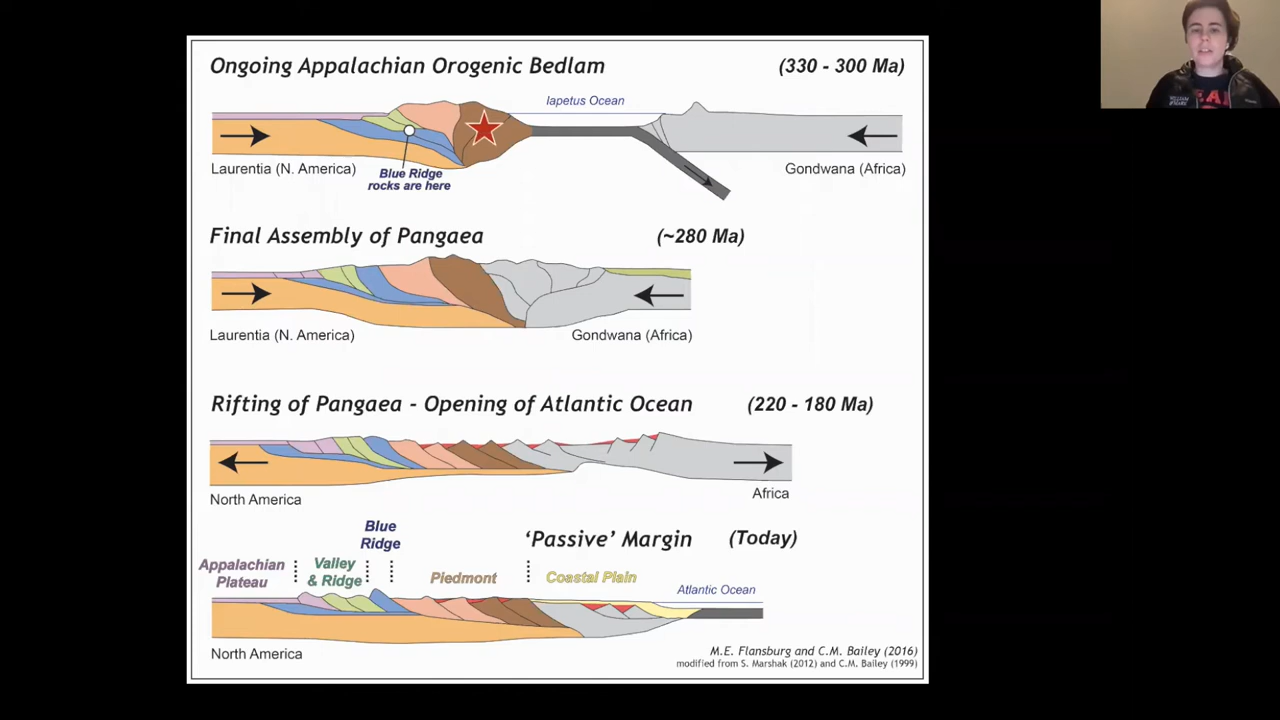 Ongoing Appalachian Orogenic Bedlam (330 - 300 Ma)
Iapetus Ocean
Laurentia (N. America)
Gondwana (Africa)
Blue Ridge
rocks are here
Final Assembly of Pangaea (~280 Ma)
Laurentia (N. America)
Gondwana (Africa)
Rifting of Pangaea - Opening of Atlantic Ocean (220 - 180 Ma)
North America
Africa
Blue
Ridge
'Passive' Margin (Today)
Appalachian
Plateau
Valley
& Ridge
Piedmont
Coastal Plain
Atlantic Ocean
North America
M.E. Flansburg and C.M. Bailey (2016)
modified from S. Marshak (2012) and C.M. Bailey (1999)